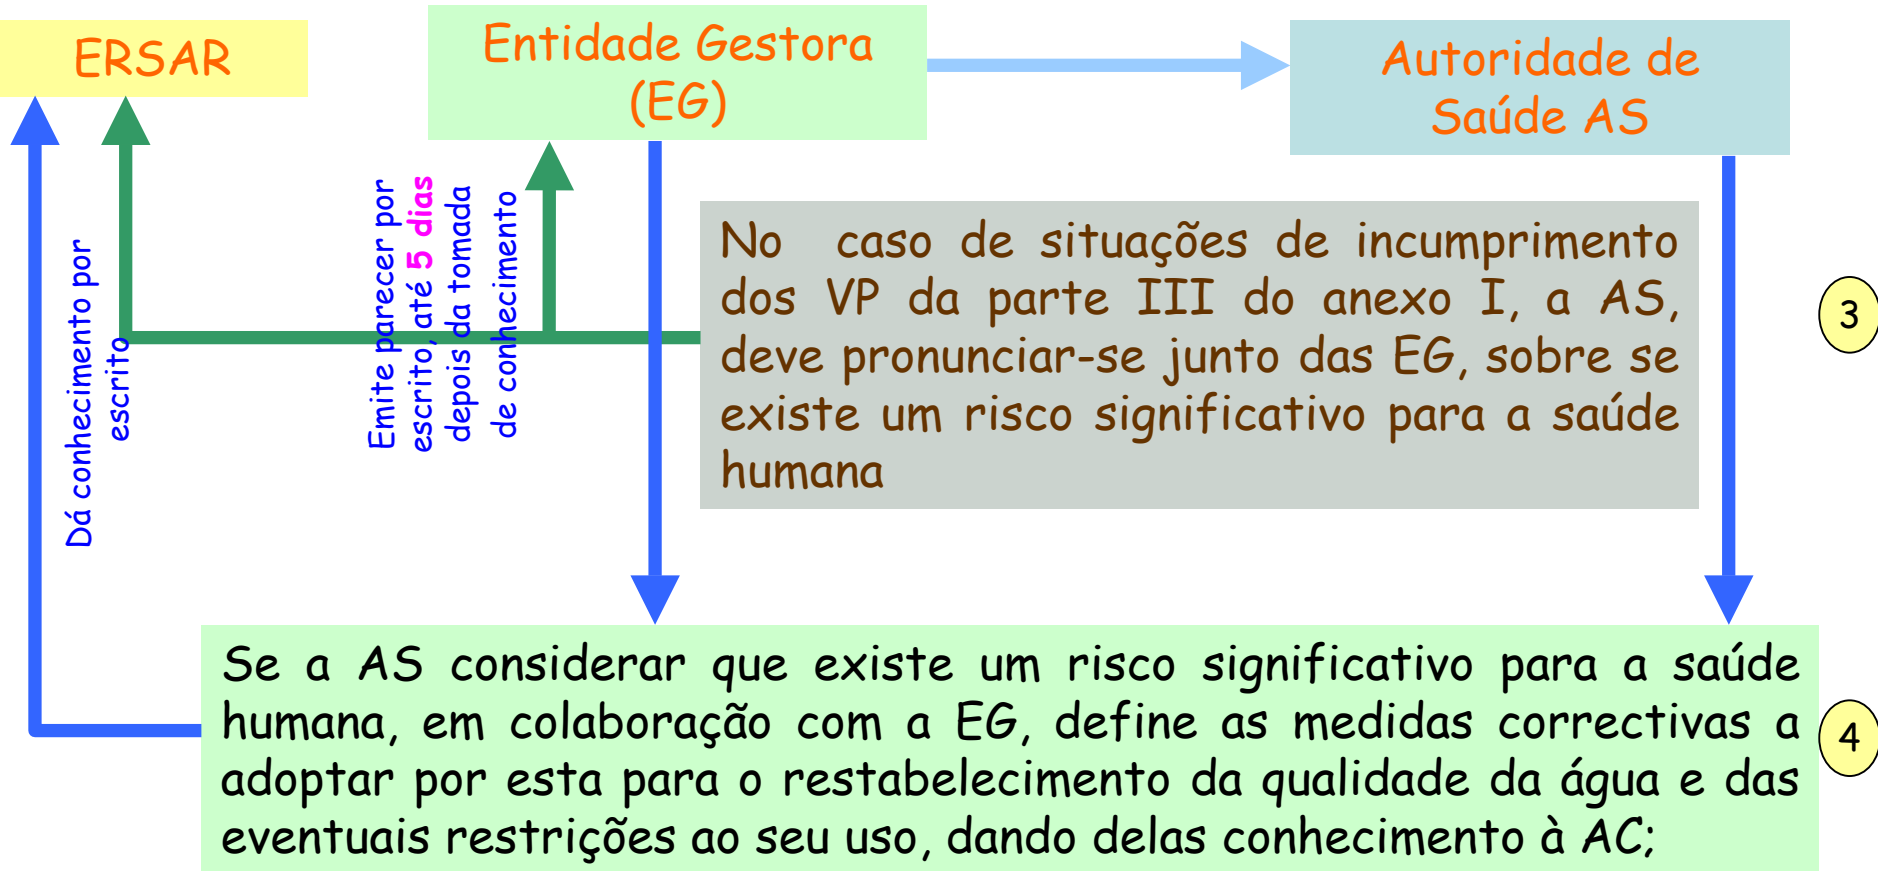 ERSAR
Entidade Gestora
(EG)
Autoridade de
Saúde AS
Dá conhecimento por
escrito
Emite parecer por
escrito, até 5 dias
depois da tomada
de conhecimento
No caso de situações de incumprimento
dos VP da parte III do anexo I, a AS,
deve pronunciar-se junto das EG, sobre se
existe um risco significativo para a saúde
humana
3
Se a AS considerar que existe um risco significativo para a saúde
humana, em colaboração com a EG, define as medidas correctivas a
adoptar por esta para o restabelecimento da qualidade da água e das
eventuais restrições ao seu uso, dando delas conhecimento à AC;
4